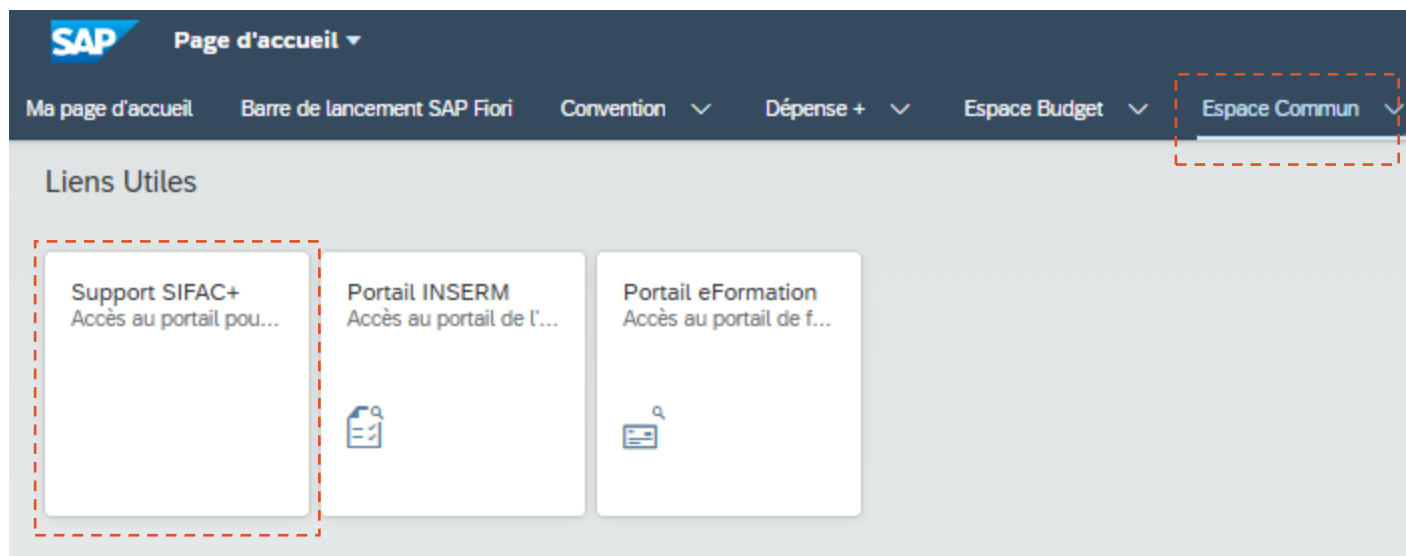 SAP Page d'accueil
Ma page d'accueil Barre de lancement SAP Fiori Convention Dépense + Espace Budget Espace Commun
Liens Utiles
Support SIFAC+
Accès au portail pou...
Portail INSERM
Accès au portail de l'...
Portail eFormation
Accès au portail de f...